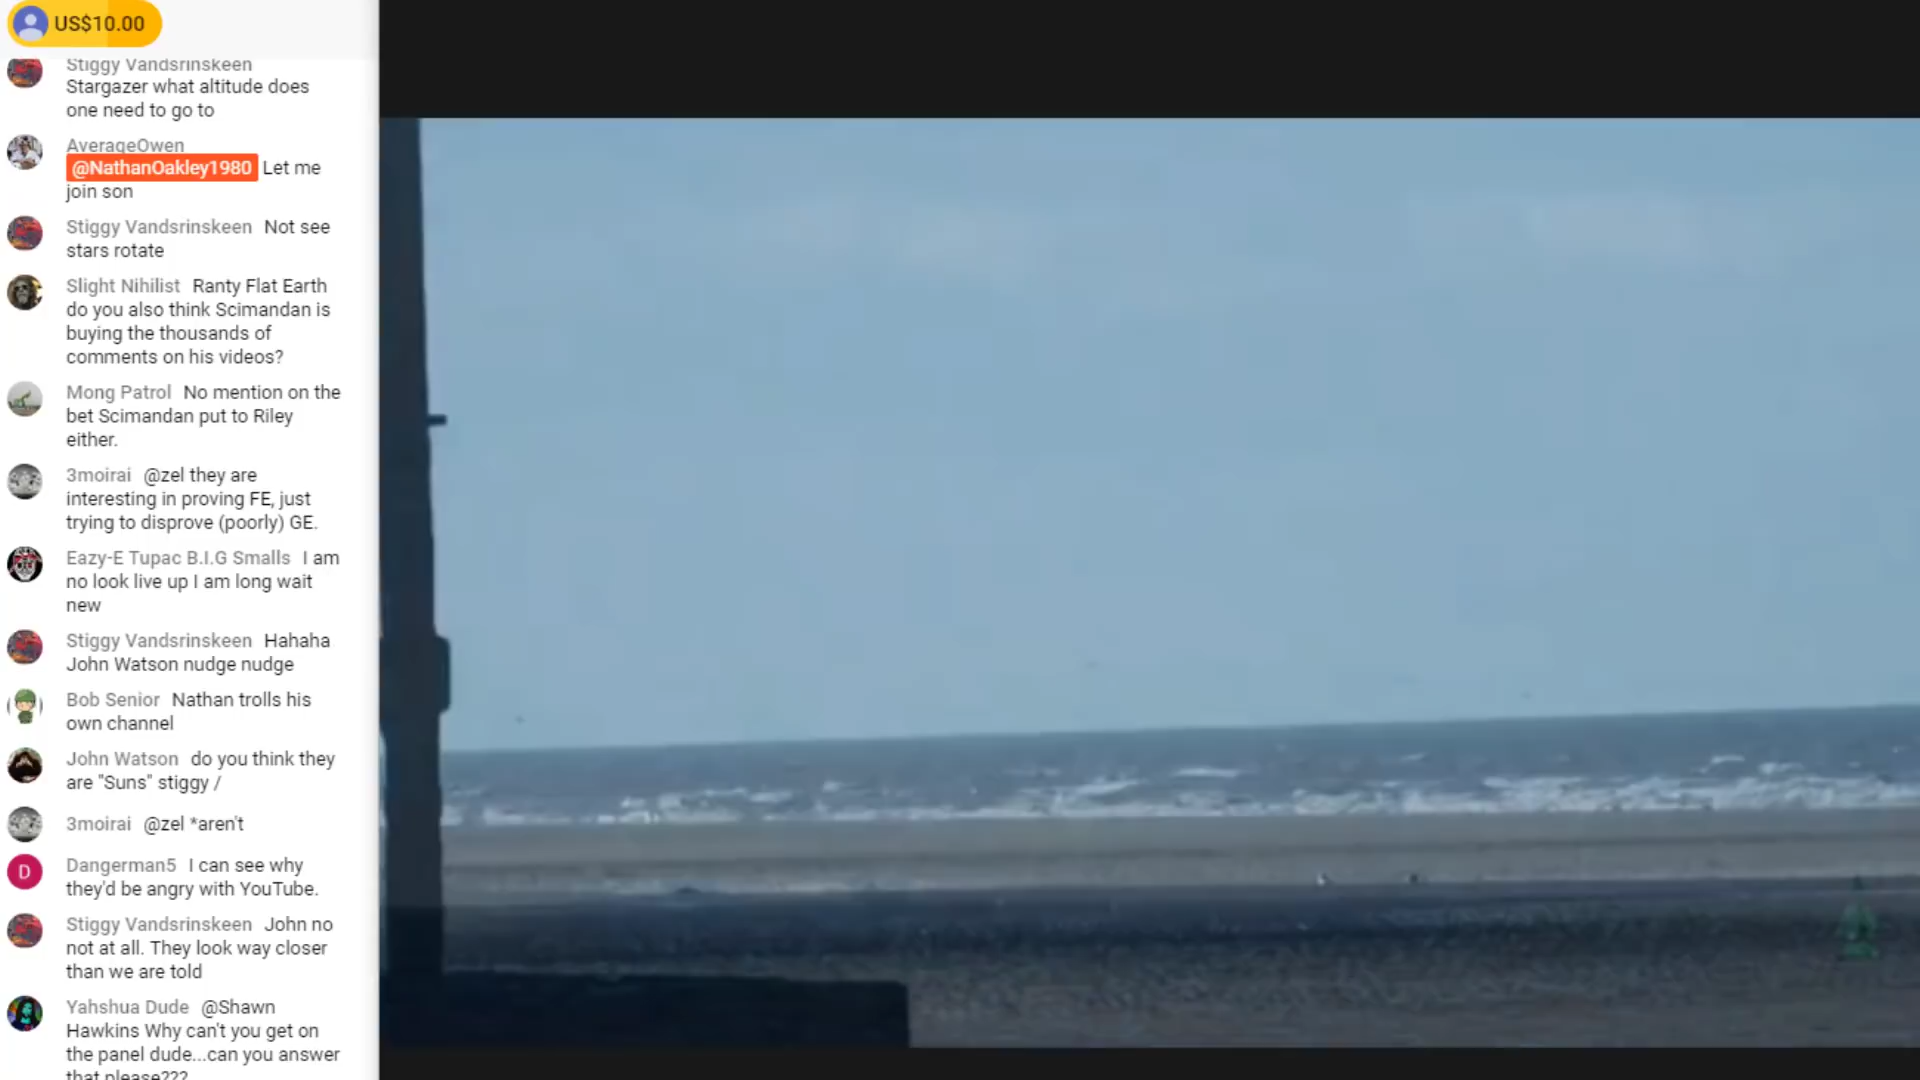 US$10.00
Stiggy Vandsrinskeen
Stargazer what altitude does
one need to go to
AverageOwen
@NathanOakley1980 Let me
join son
Stiggy Vandsrinskeen Not see
stars rotate
Slight Nihilist Ranty Flat Earth
do you also think Scimandan is
buying the thousands of
comments on his videos?
Mong Patrol No mention on the
bet Scimandan put to Riley
either.
3moirai @zel they are
interesting in proving FE, just
trying to disprove (poorly) GE.
Eazy-E Tupac B.I.G Smalls I am
no look live up I am long wait
new
Stiggy Vandsrinskeen Hahaha
John Watson nudge nudge
Bob Senior Nathan trolls his
own channel
John Watson do you think they
are "Suns" stiggy /
3moirai @zel *aren't
D
Dangerman5 I can see why
they'd be angry with YouTube.
Stiggy Vandsrinskeen John no
not at all. They look way closer
than we are told
Yahshua Dude @Shawn
Hawkins Why can't you get on
the panel dude...can you answer
that please???